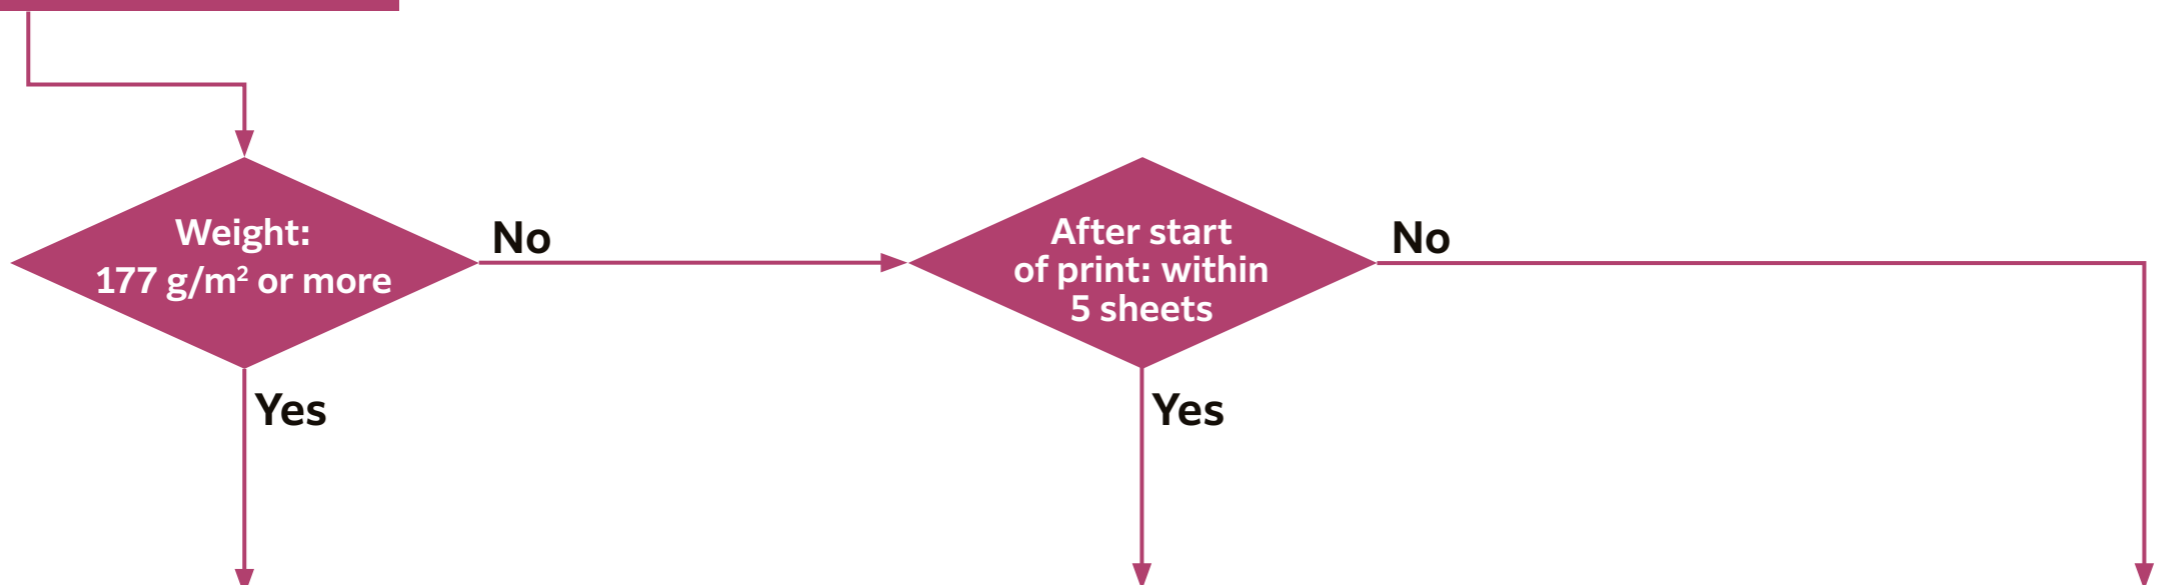 Weight:
177 g/m² or more
No
After start
of print: within
5 sheets
No
Yes
Yes